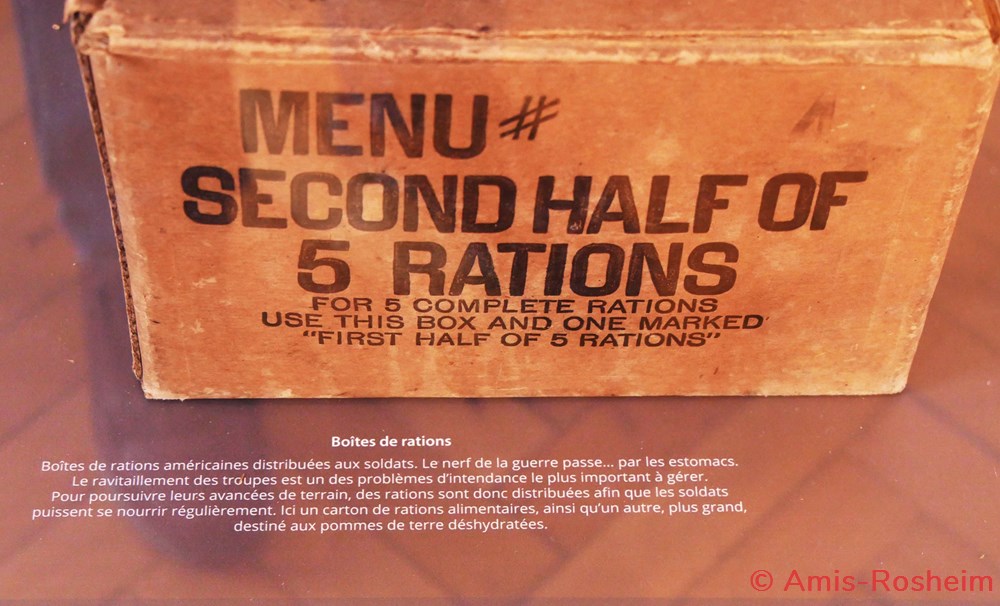 MENU #
SECOND HALF OF
5 RATIONS
FOR 5 COMPLETE RATIONS
USE THIS BOX AND ONE MARKED
"FIRST HALF OF 5 RATIONS"
Boîtes de rations
Boîtes de rations américaines distribuées aux soldats. Le nerf de la guerre passe... par les estomacs.
Le ravitaillement des troupes est un des problèmes d'intendance le plus important à gérer.
Pour poursuivre leurs avancées de terrain, des rations sont donc distribuées afin que les soldats
puissent se nourrir régulièrement. Ici un carton de rations alimentaires, ainsi qu'un autre, plus grand,
destiné aux pommes de terre déshydratées.
© Amis-Rosheim